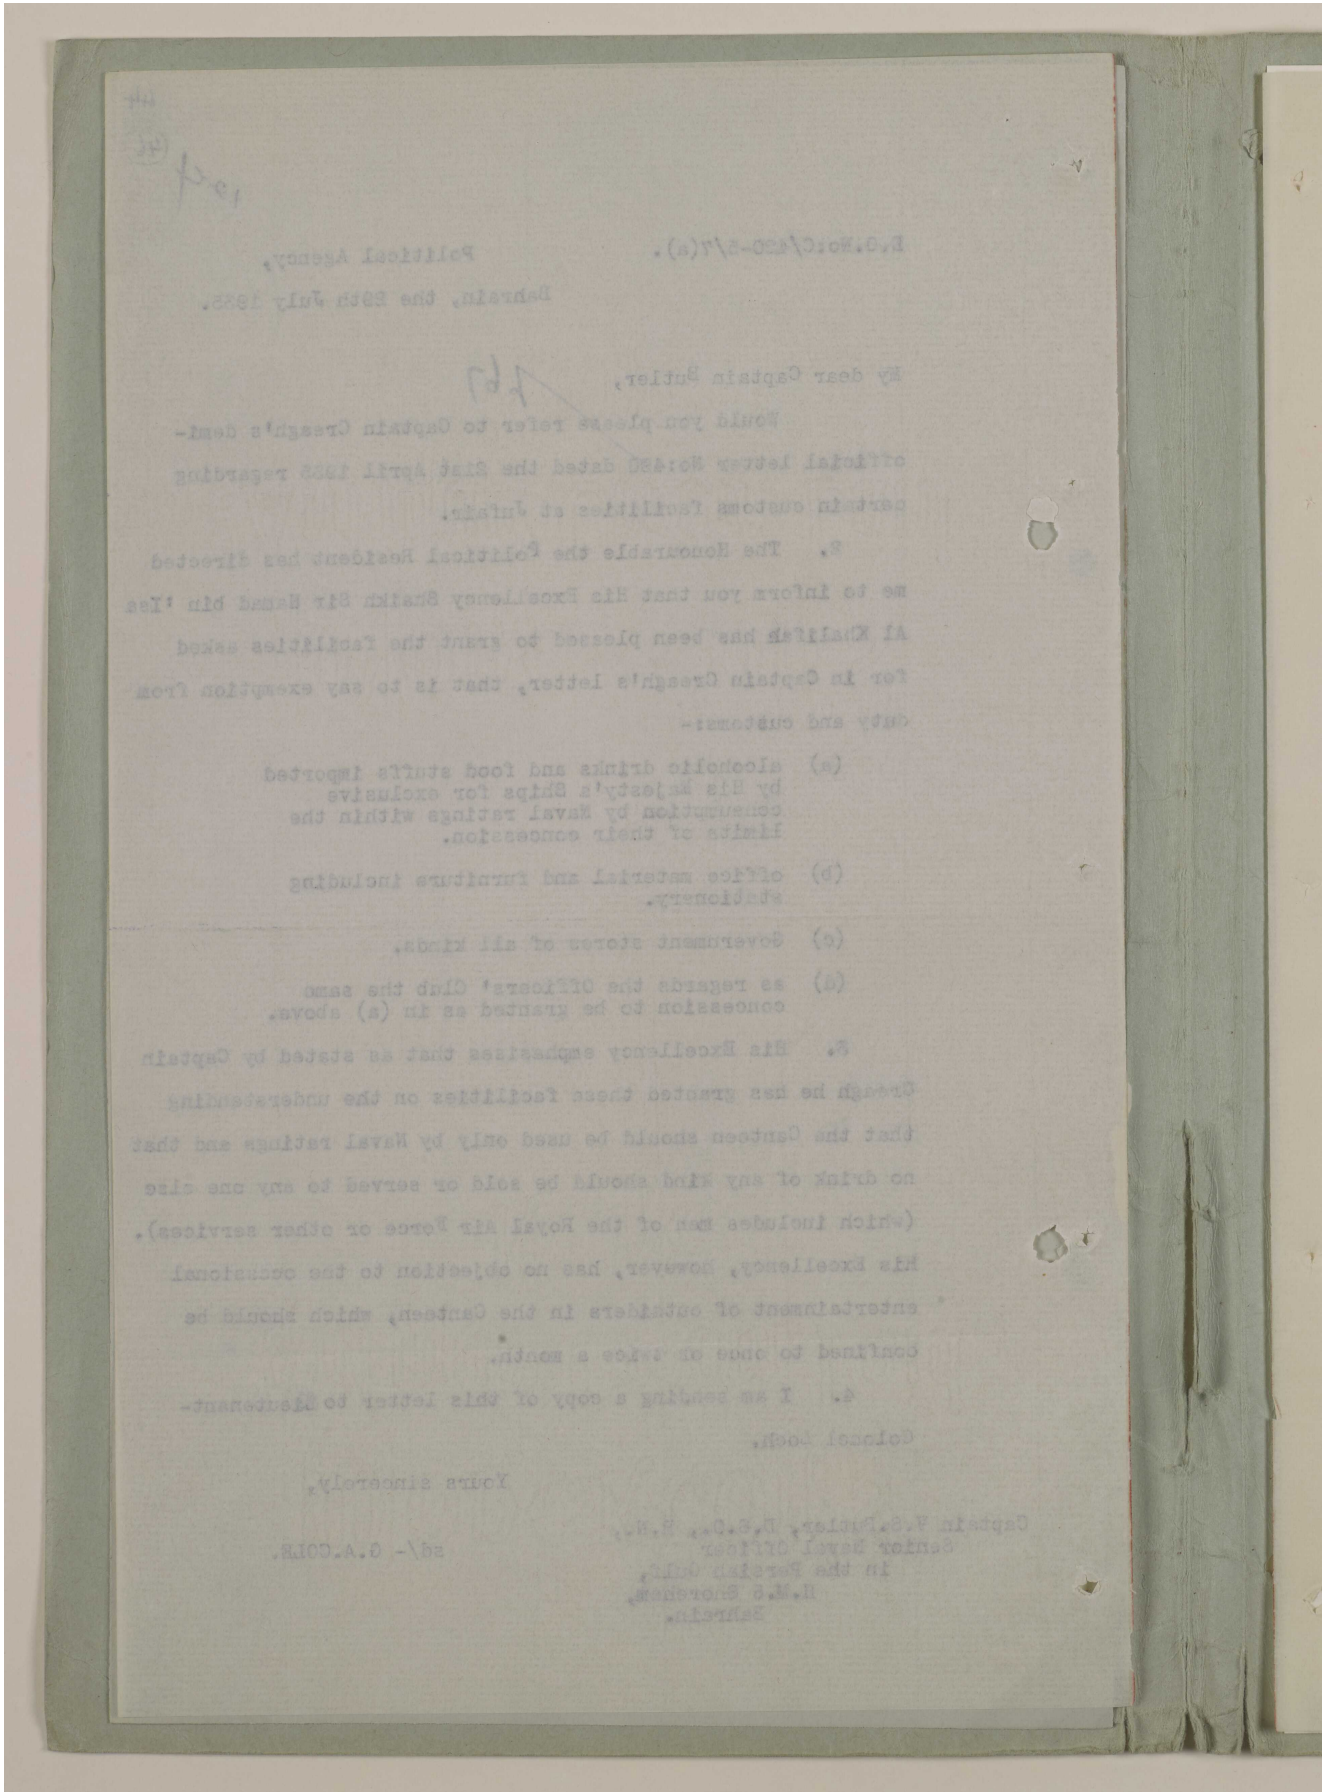 44
(46
D.O.No:C/420-5/7(a).
Political Agency,
Bahrain, the 29th July 1935.
My dear Captain Butler,
Would you please refer to Captain Creagh's demi-
official letter No:490 dated the 21st April 1935 regarding
certain customs facilities at Jufair.
2. The Honourable the Political Resident has directed
me to inform you that His Excellency Shaikh Sir Hamad bin 'Isa
Al Khalifah has been pleased to grant the facilities asked
for in Captain Creagh's letter, that is to say exemption from
duty and customs:-
(a) alcoholic drinks and food stuffs imported
by His Majesty's Ships for exclusive
consumption by Naval ratings within the
limits of their concession.
(b) office material and furniture including
stationery.
(c) Government stores of all kinds.
(d) as regards the Officers' Club the same
concession to be granted as in (a) above.
3. His Excellency emphasises that as stated by Captain
Creagh he has granted these facilities on the understanding
that the Canteen should be used only by Naval ratings and that
no drink of any kind should be sold or served to any one else
(which includes men of the Royal Air Force or other services).
His Excellency, however, has no objection to the occasional
entertainment of outsiders in the Canteen, which should be
confined to once or twice a month.
4. I am sending a copy of this letter to Lieutenant-
Colonel Loch.
Yours sincerely,
sd/- G.A.COLE.
Captain V.S.Butler, D.S.O., R.N.,
Senior Naval Officer
in the Persian Gulf,
H.M.S Shoreham,
Bahrein.